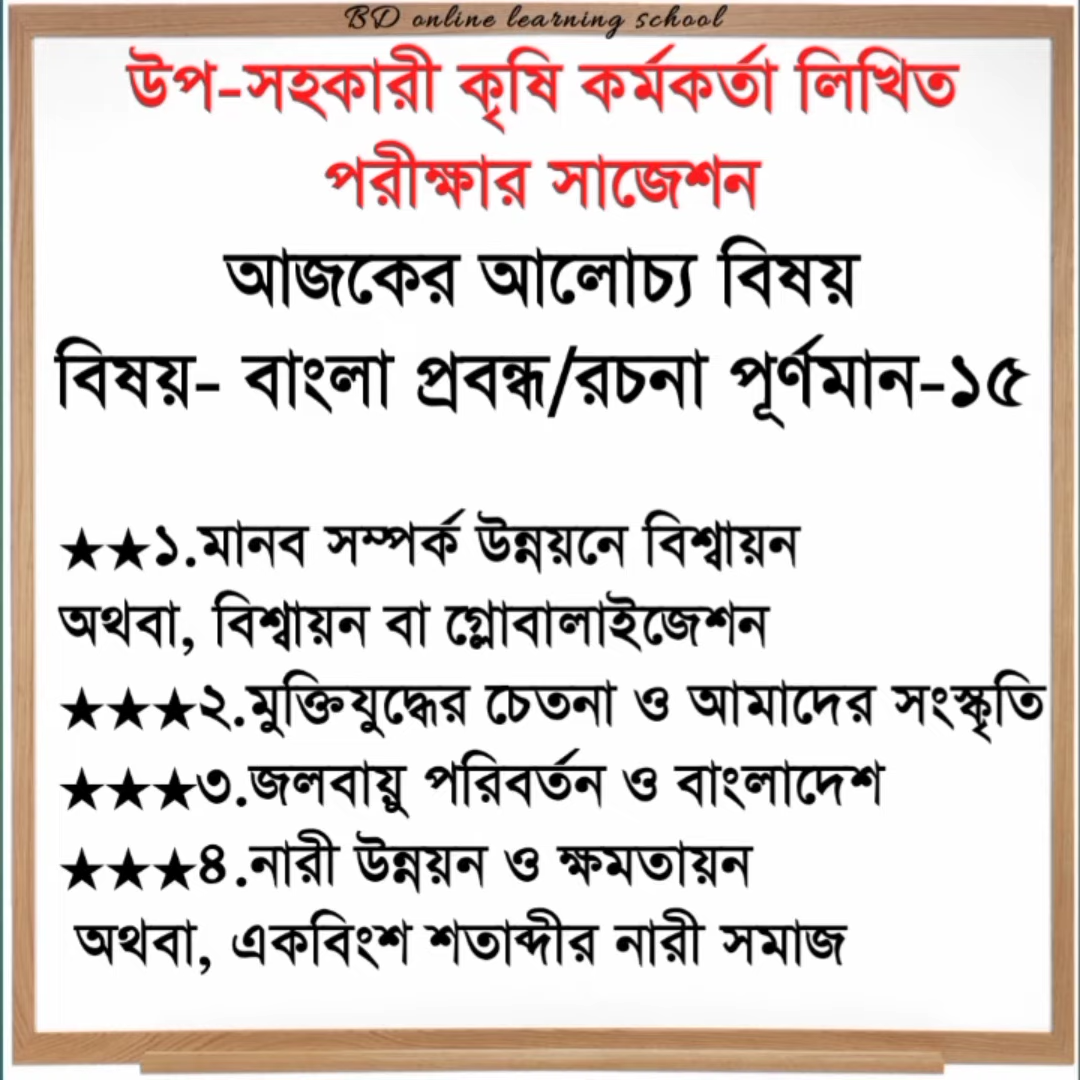 BD online learning school
উপ-সহকারী কৃষি কর্মকর্তা লিখিত
পরীক্ষার সাজেশন
আজকের আলোচ্য বিষয়
বিষয়- বাংলা প্রবন্ধ/রচনা পূর্ণমান-১৫
★★১.মানব সম্পর্ক উন্নয়নে বিশ্বায়ন
অথবা, বিশ্বায়ন বা গ্লোবালাইজেশন
★★★২.মুক্তিযুদ্ধের চেতনা ও আমাদের সংস্কৃতি
★★★৩.জলবায়ু পরিবর্তন ও বাংলাদেশ
★★★৪.নারী উন্নয়ন ও ক্ষমতায়ন
অথবা, একবিংশ শতাব্দীর নারী সমাজ